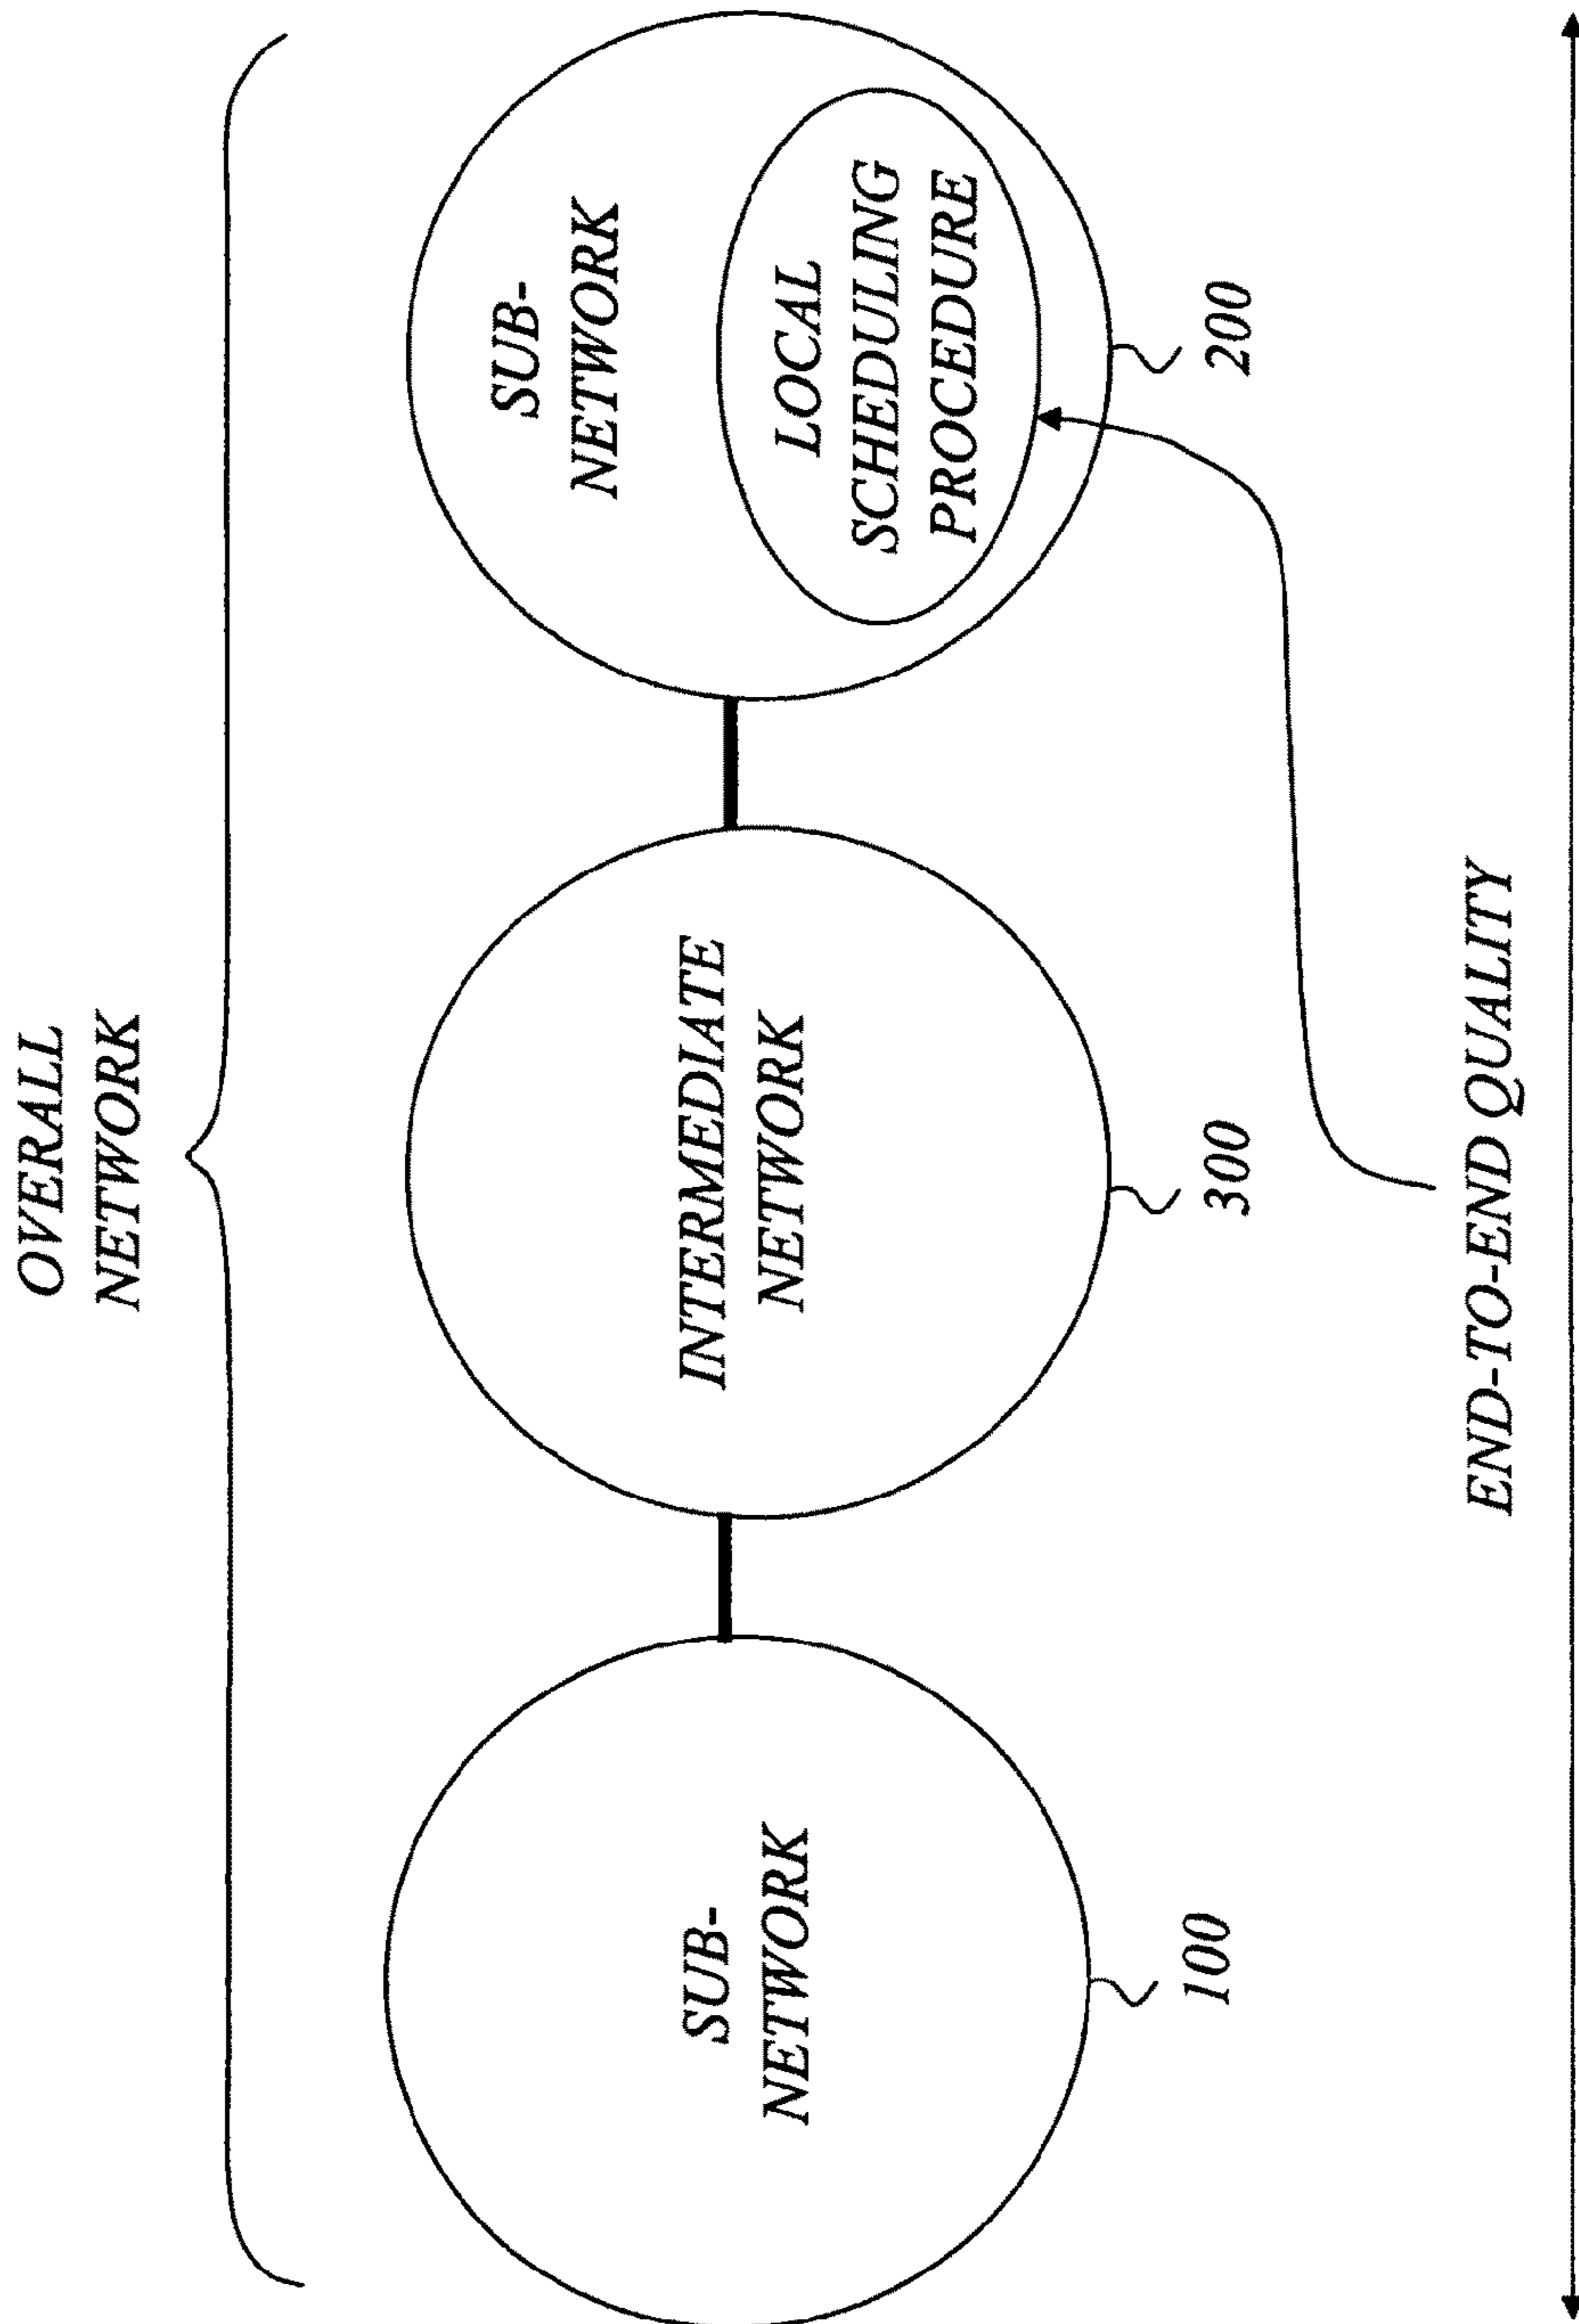 OVERALL
NETWORK
SUB-
NETWORK
100
INTERMEDIATE
NETWORK
300
SUB-
NETWORK
LOCAL
SCHEDULING
PROCEDURE
200
END-TO-END QUALITY